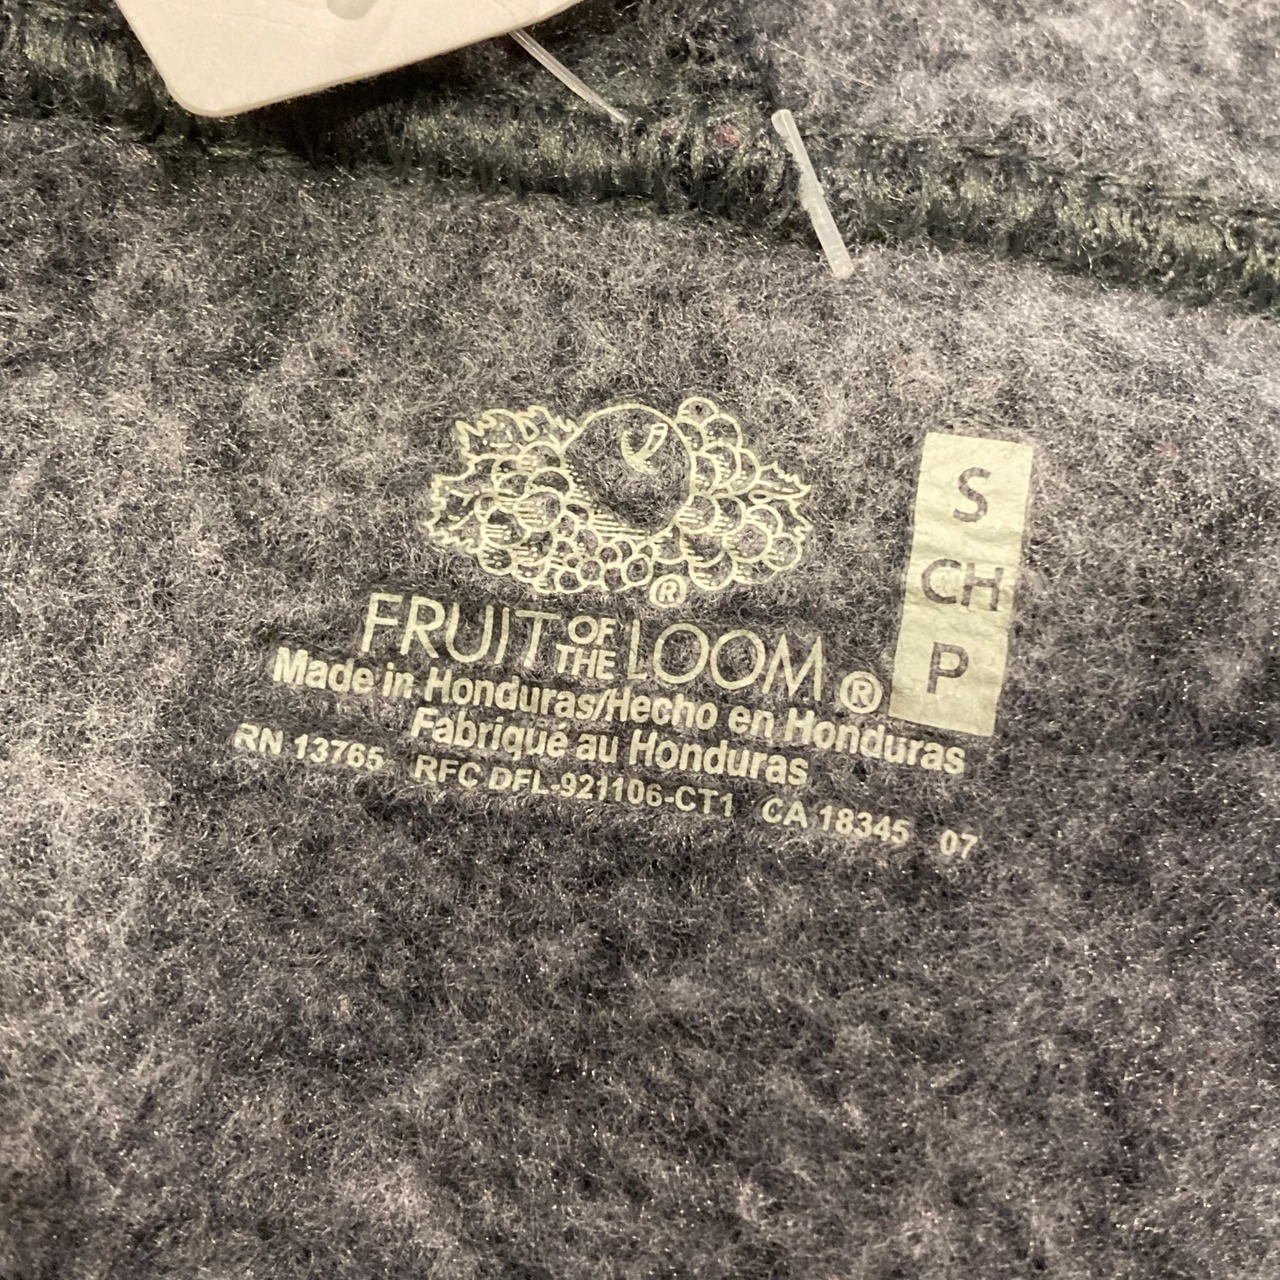 ®
FRUIT OF THE LOOM ®
S
CH
P
Made in Honduras/Hecho en Honduras
Fabriqué au Honduras
RN 13765 RFC DFL-921106-CT1 CA 18345 07